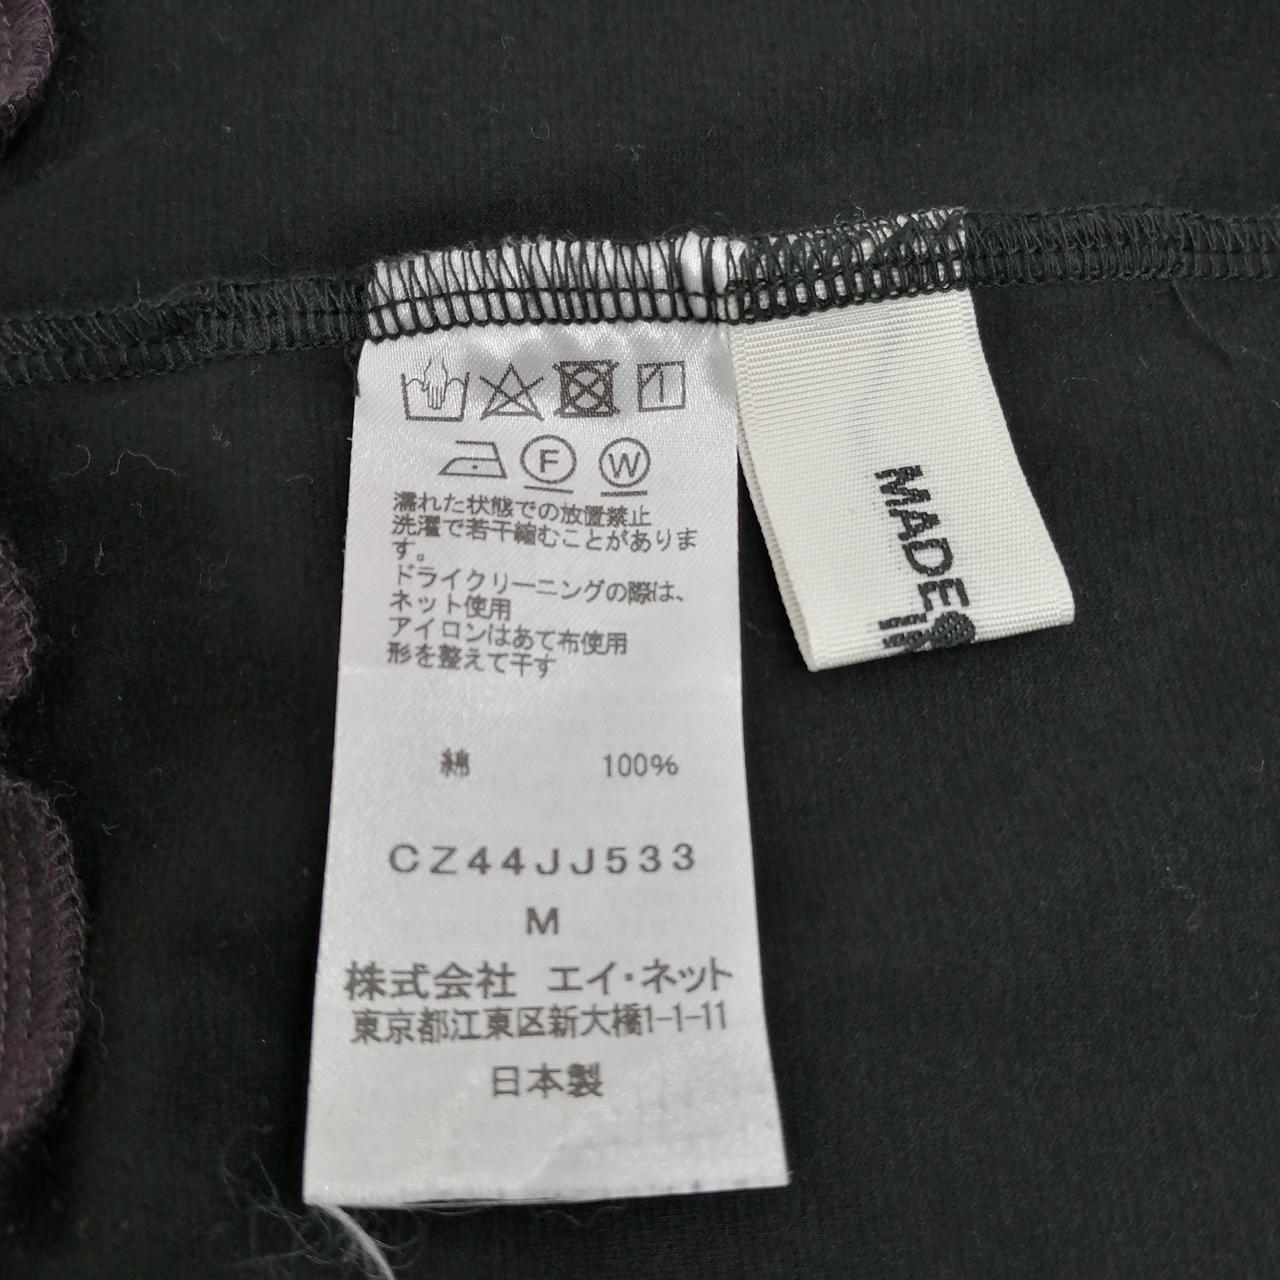 F W
濡れた状態での放置禁止
洗濯で若干縮むことがありま
す。
ドライクリーニングの際は、
ネット使用
アイロンはあて布使用
形を整えて干す
綿 100%
CZ44JJ533
M
株式会社 エイ・ネット
東京都江東区新大橋1-1-11
日本製
MADE
IN